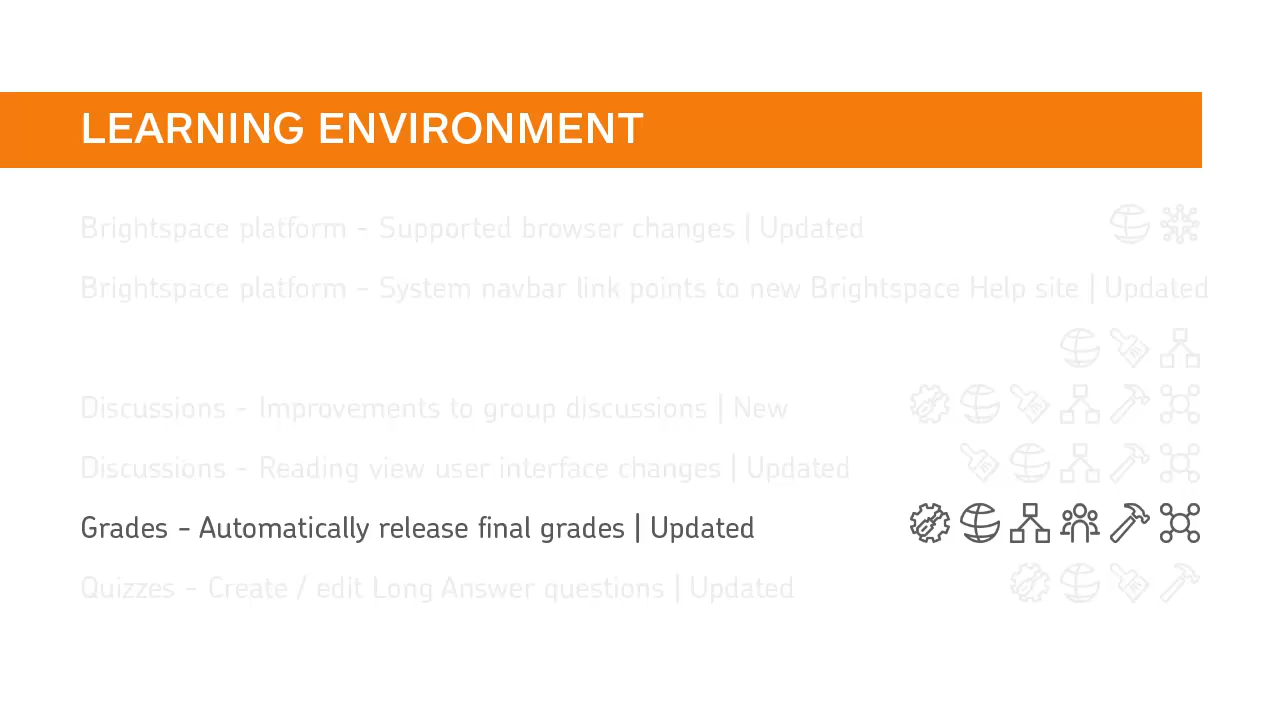 LEARNING ENVIRONMENT
Brightspace platform - Supported browser changes | Updated
Brightspace platform - System navbar link points to new Brightspace Help site | Updated
Discussions - Improvements to group discussions | New
Discussions - Reading view user interface changes | Updated
Grades - Automatically release final grades | Updated
Quizzes - Create / edit Long Answer questions | Updated